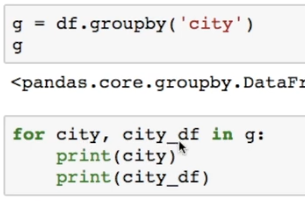 g = df.groupby('city')
g
<pandas.core.groupby.DataFr
for city, city_df in g:
    print(city)
    print(city_df)